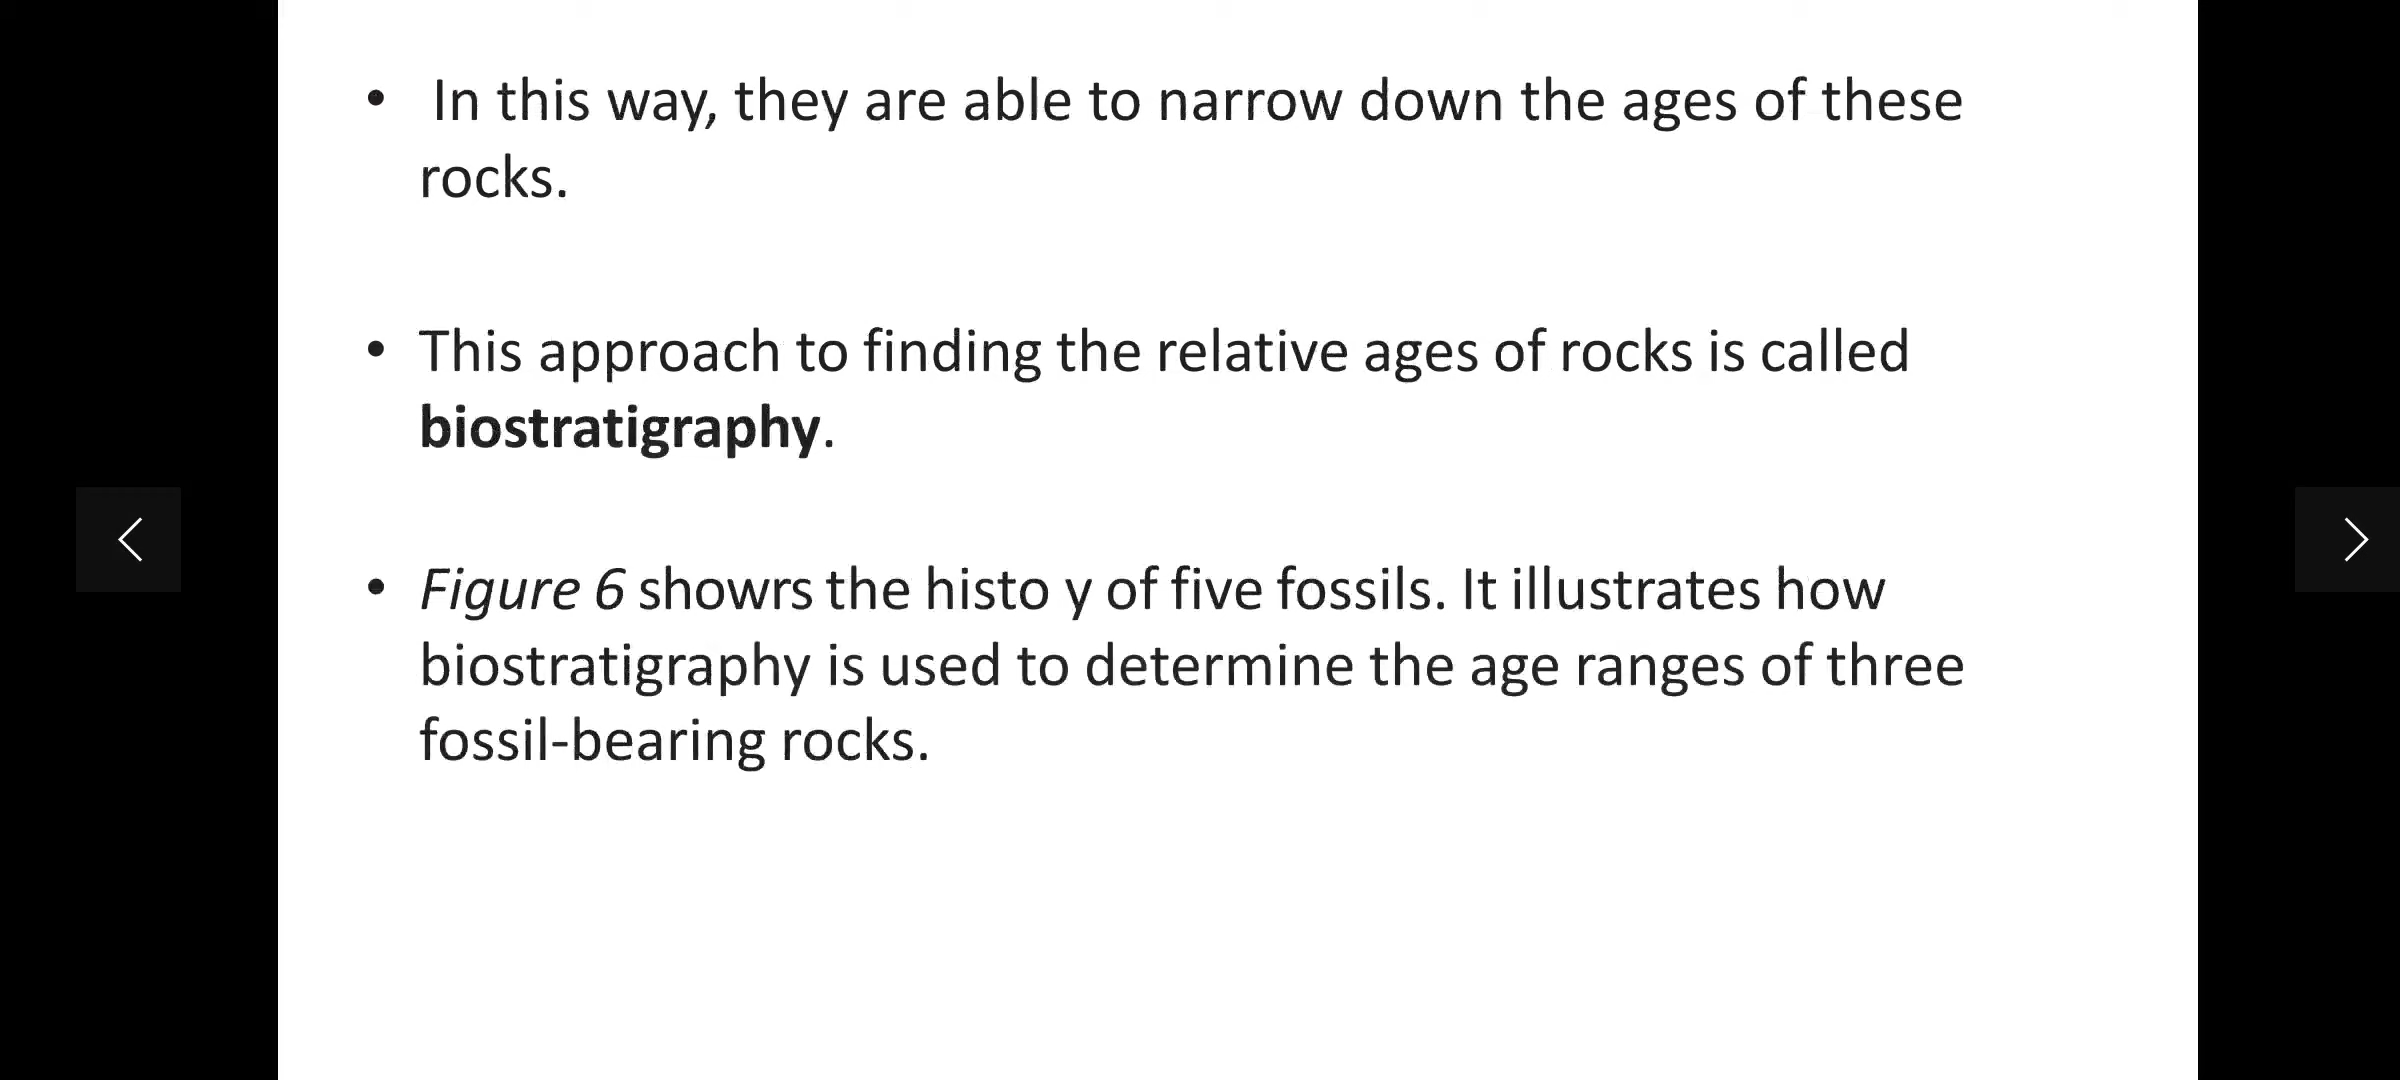 • In this way, they are able to narrow down the ages of these
rocks.
• This approach to finding the relative ages of rocks is called
biostratigraphy.
• Figure 6 showrs the histo y of five fossils. It illustrates how
biostratigraphy is used to determine the age ranges of three
fossil-bearing rocks.